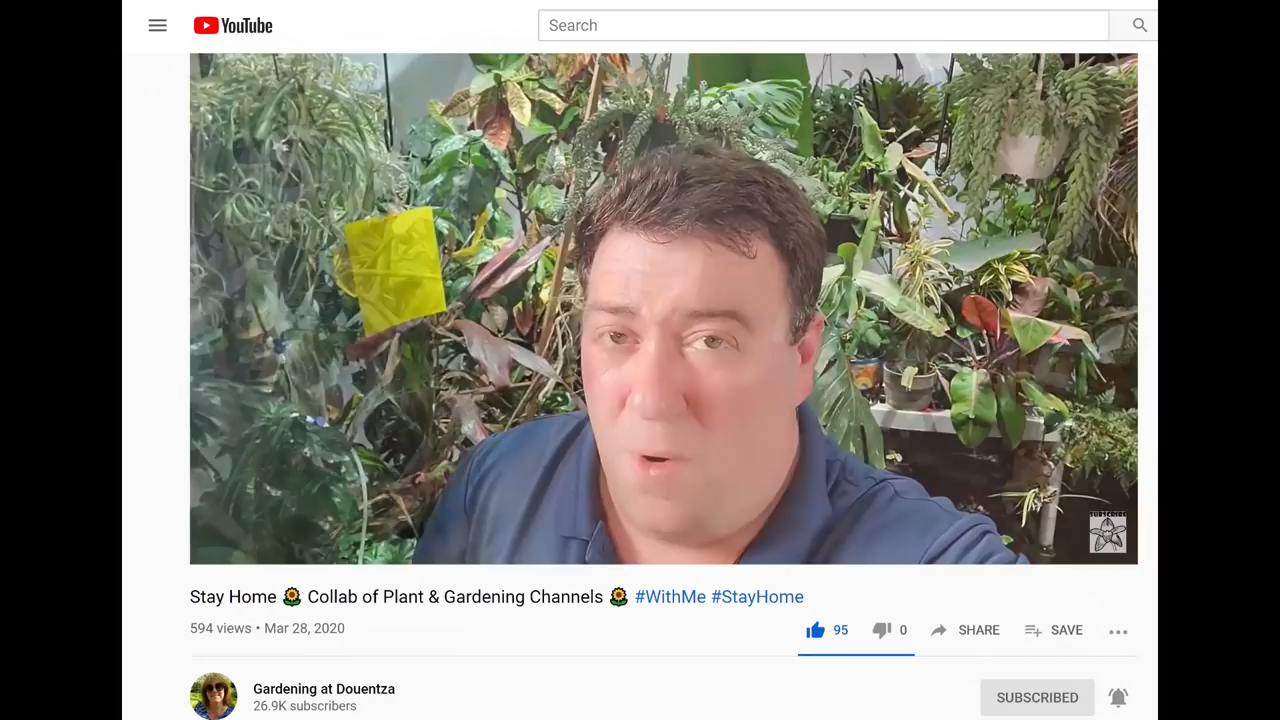 YouTube
Search
SUBSCRIBE
Stay Home 🌻 Collab of Plant & Gardening Channels 🌻 #WithMe #StayHome
594 views • Mar 28, 2020
95
0
SHARE
SAVE
Gardening at Douentza
26.9K subscribers
SUBSCRIBED